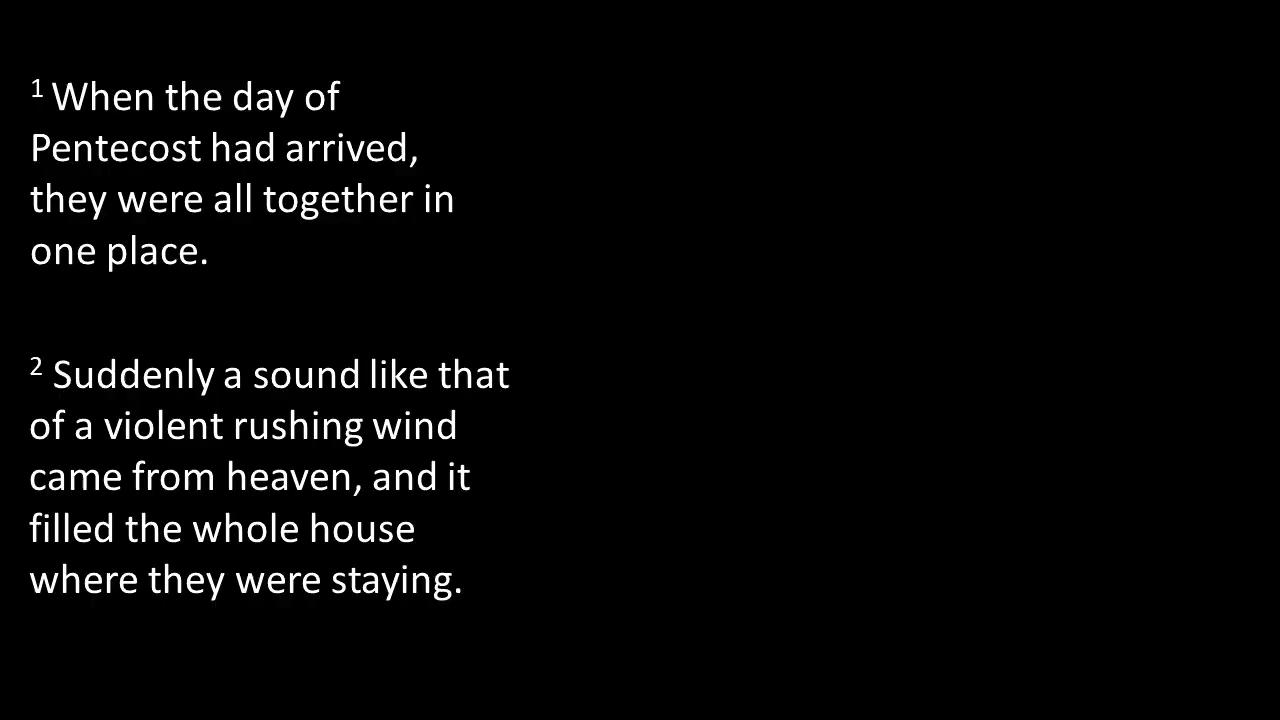 1 When the day of
Pentecost had arrived,
they were all together in
one place.
2 Suddenly a sound like that
of a violent rushing wind
came from heaven, and it
filled the whole house
where they were staying.